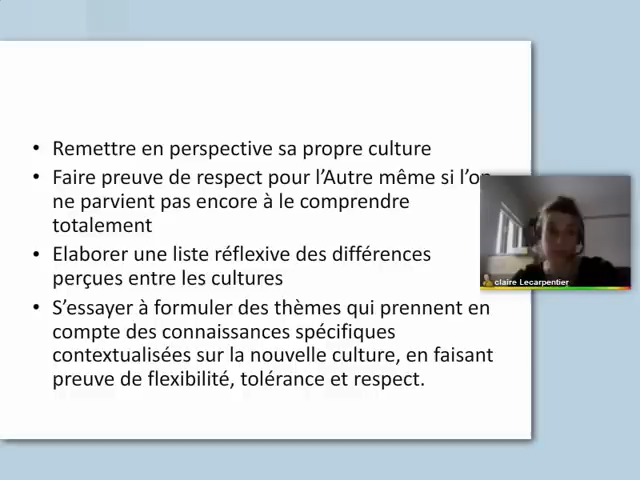 • Remettre en perspective sa propre culture
• Faire preuve de respect pour l'Autre même si l'on
ne parvient pas encore à le comprendre
totalement
• Elaborer une liste réflexive des différences
perçues entre les cultures
• S'essayer à formuler des thèmes qui prennent en
compte des connaissances spécifiques
contextualisées sur la nouvelle culture, en faisant
preuve de flexibilité, tolérance et respect.
claire Lecarpentier